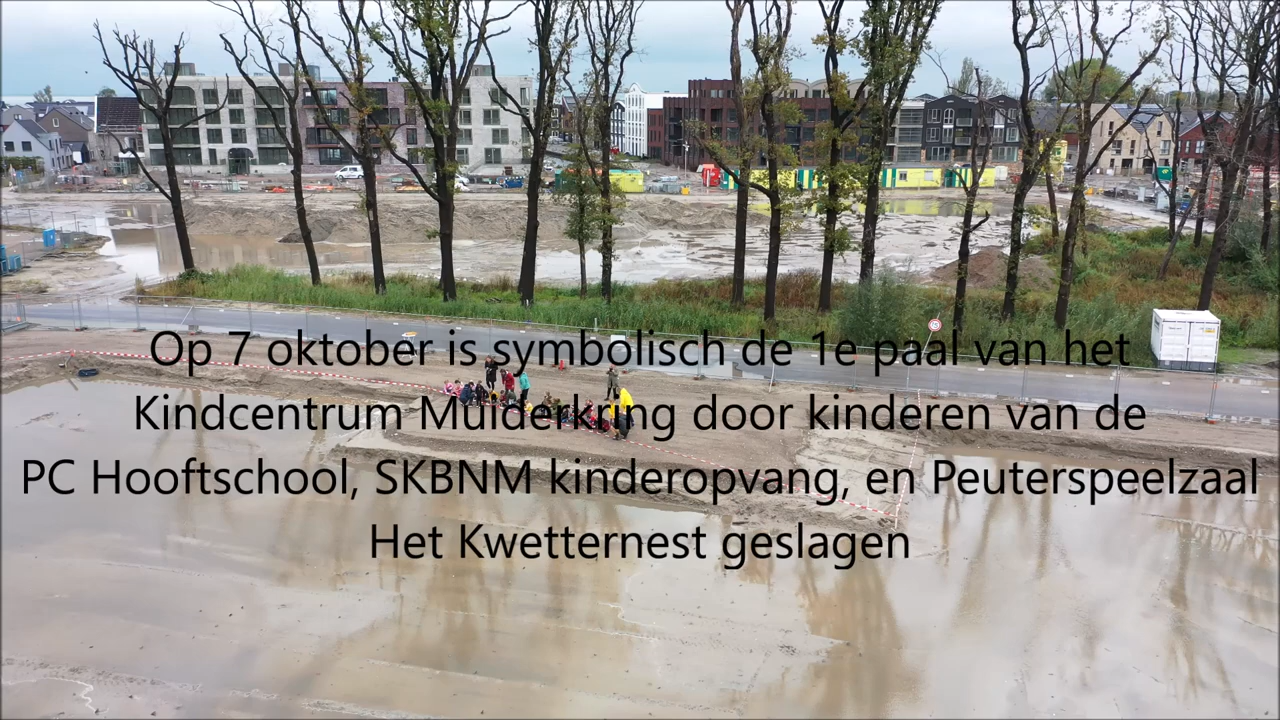 Op 7 oktober is symbolisch de 1e paal van het
Kindcentrum Muiderkring door kinderen van de
PC Hooftschool, SKBNM kinderopvang, en Peuterspeelzaal
Het Kwetternest geslagen